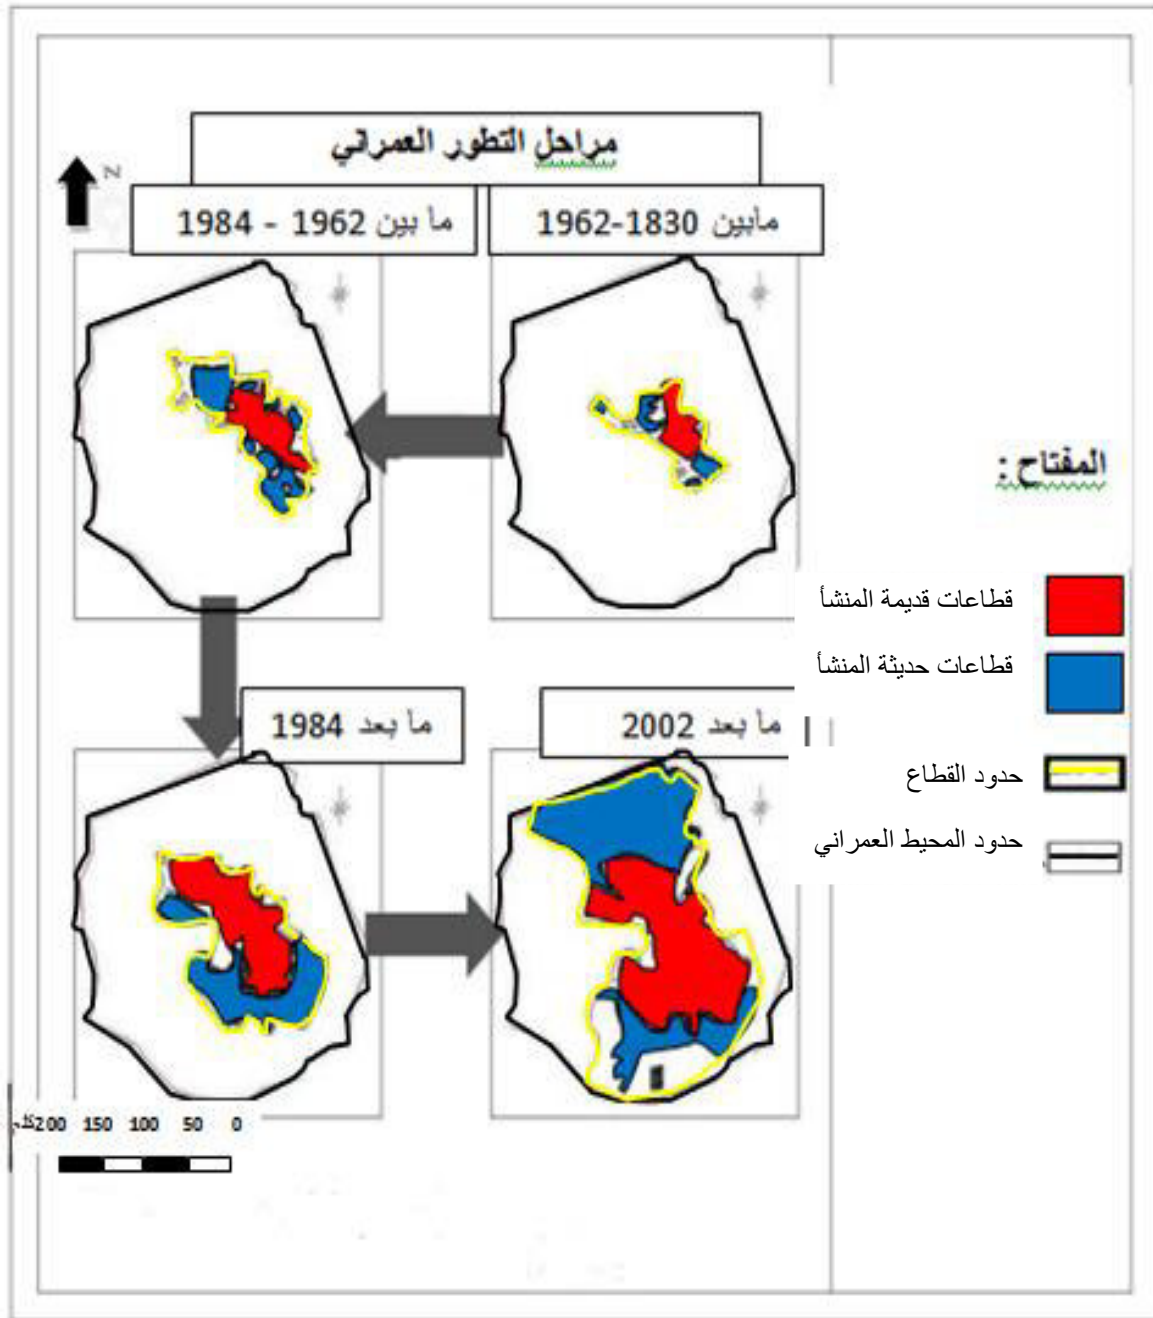 مراحل التطور العمراني
مابين 1830-1962
ما بين 1962 - 1984
N
المفتاح :
قطاعات قديمة المنشأ
قطاعات حديثة المنشأ
حدود القطاع
حدود المحيط العمراني
ما بعد 1984
ما بعد 2002
0 50 100 150 200